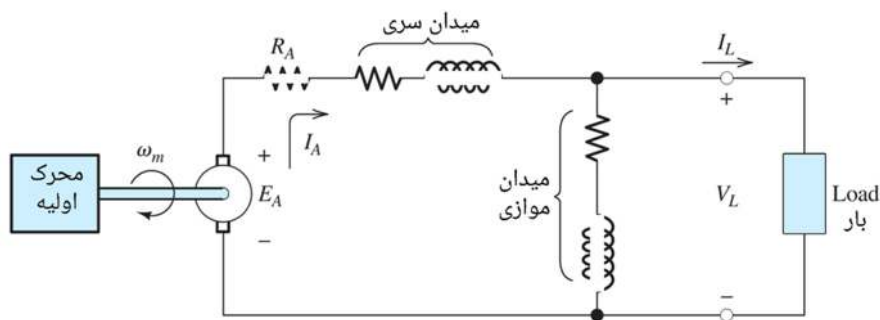 میدان سری
R_A
I_L
+
I_A
محرک
اولیه
ω_m
+
E_A
−
میدان
موازی
V_L
Load
بار
−